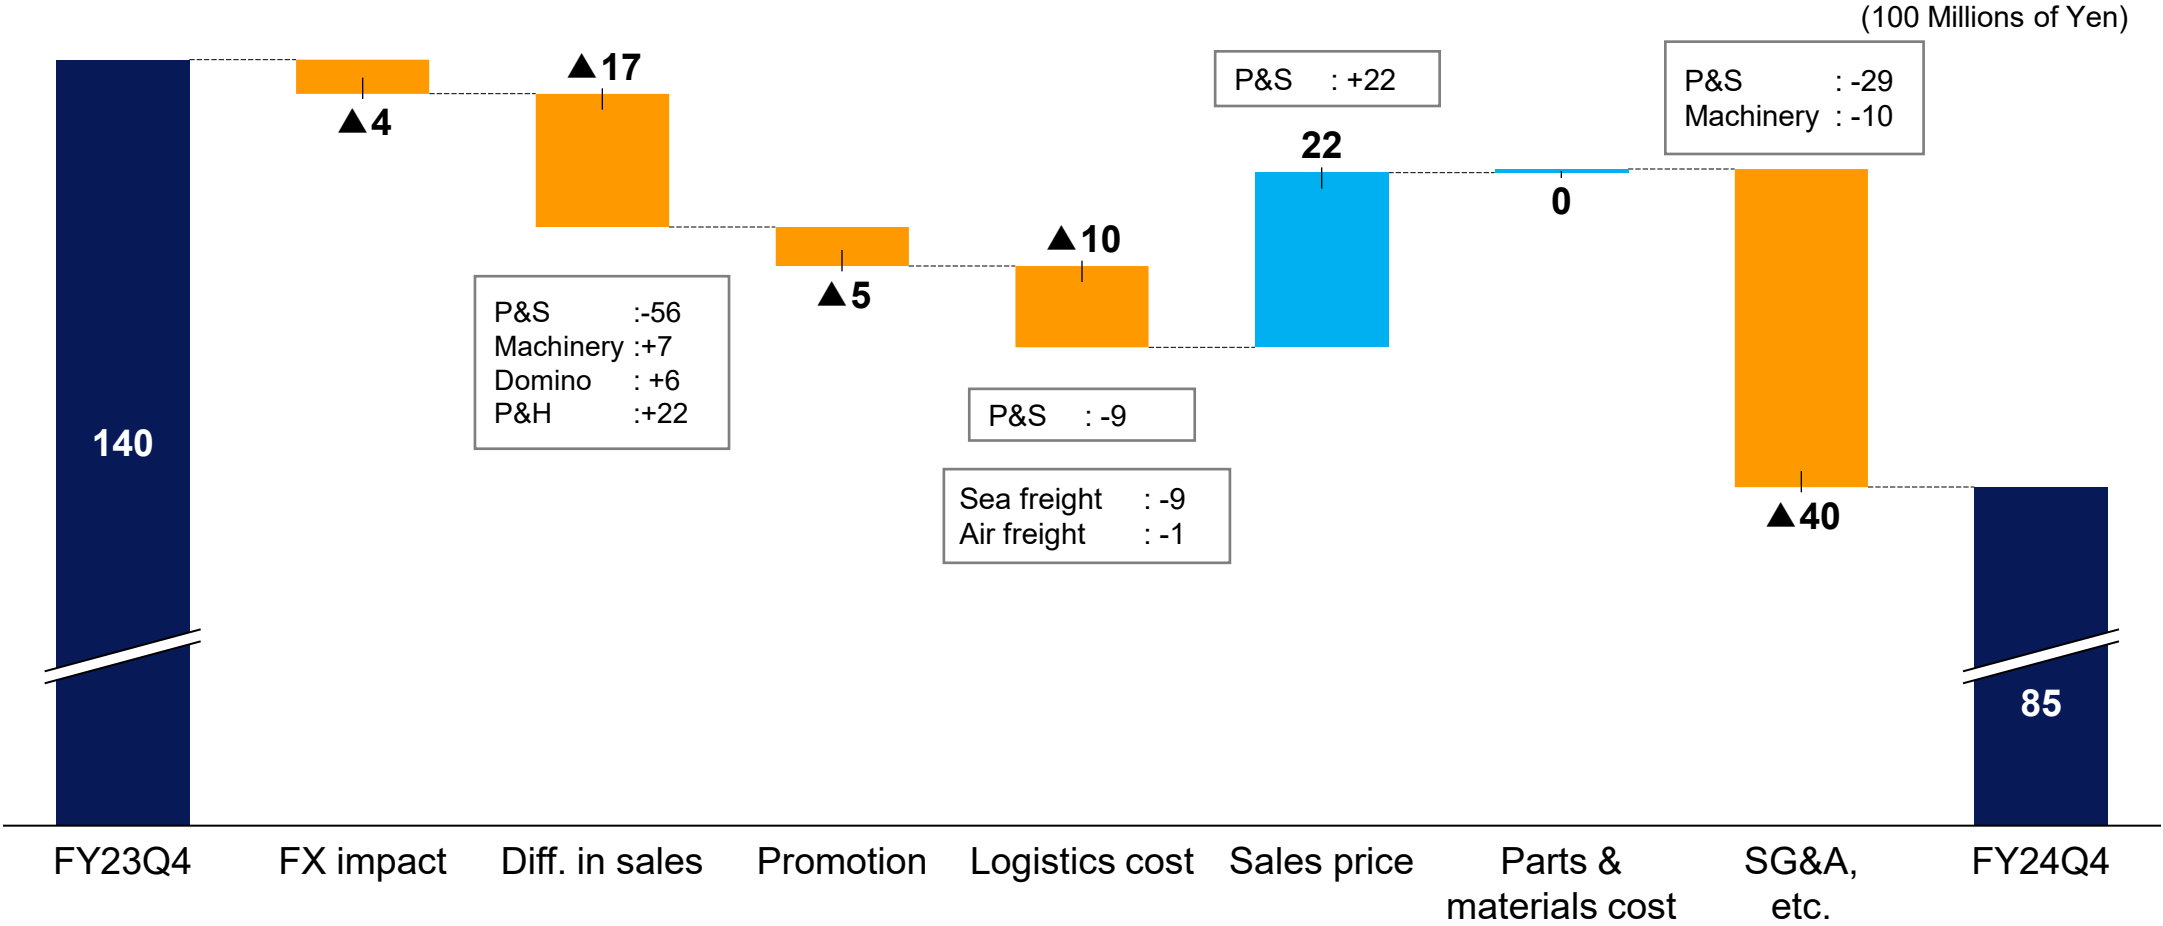 (100 Millions of Yen)
▲4
▲17
P&S :-56
Machinery :+7
Domino : +6
P&H :+22
▲5
▲10
P&S : -9
Sea freight : -9
Air freight : -1
P&S : +22
22
0
P&S : -29
Machinery : -10
▲40
140
85
FY23Q4
FX impact
Diff. in sales
Promotion
Logistics cost
Sales price
Parts &
materials cost
SG&A,
etc.
FY24Q4